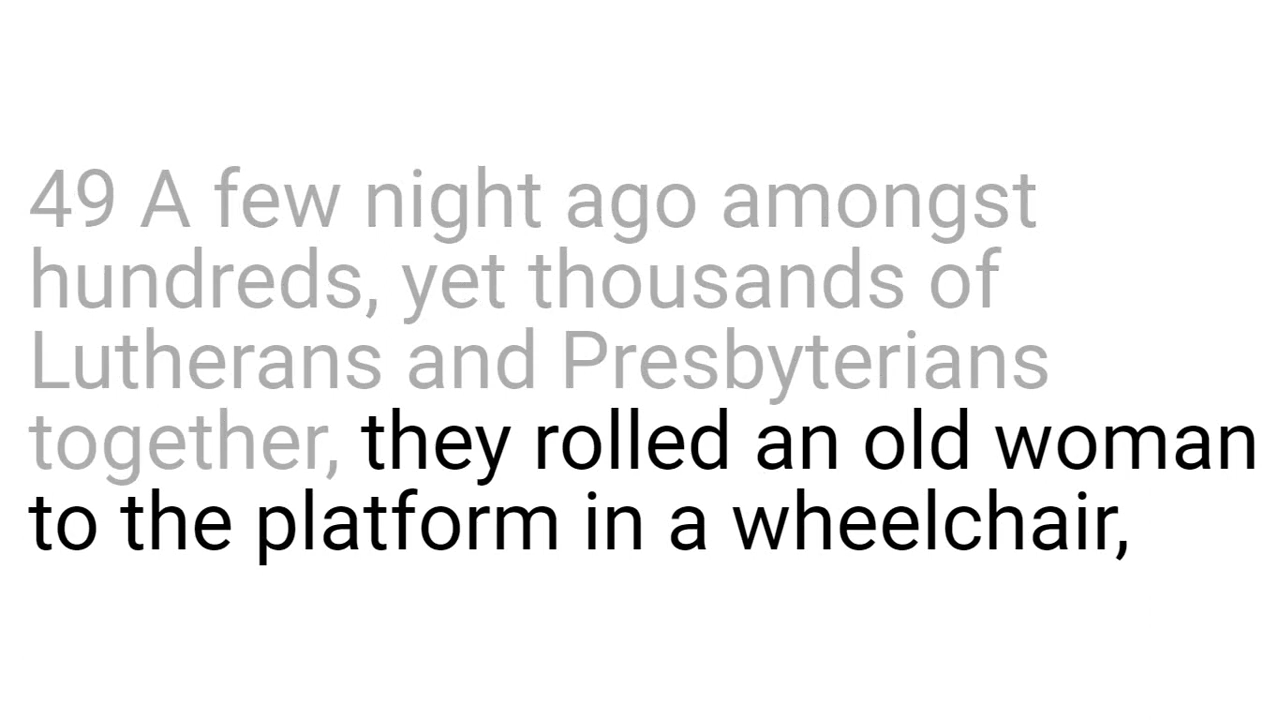 49 A few night ago amongst
hundreds, yet thousands of
Lutherans and Presbyterians
together, they rolled an old woman
to the platform in a wheelchair,